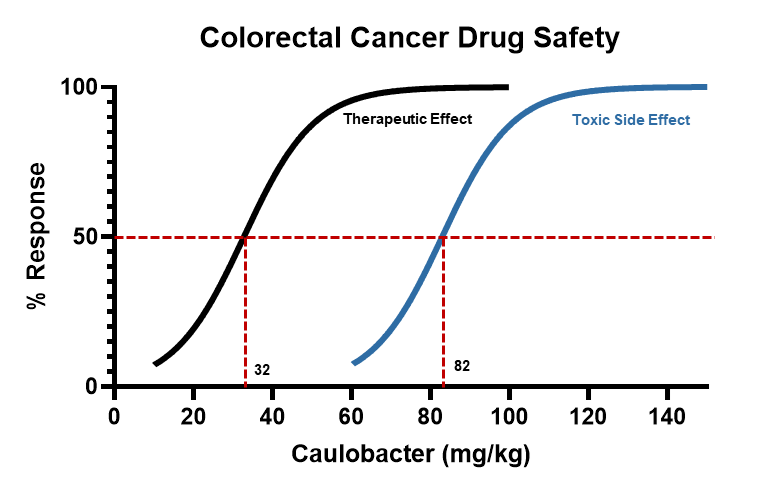 Colorectal Cancer Drug Safety
100
Therapeutic Effect
Toxic Side Effect
% Response
50
32
82
0
0 20 40 60 80 100 120 140
Caulobacter (mg/kg)